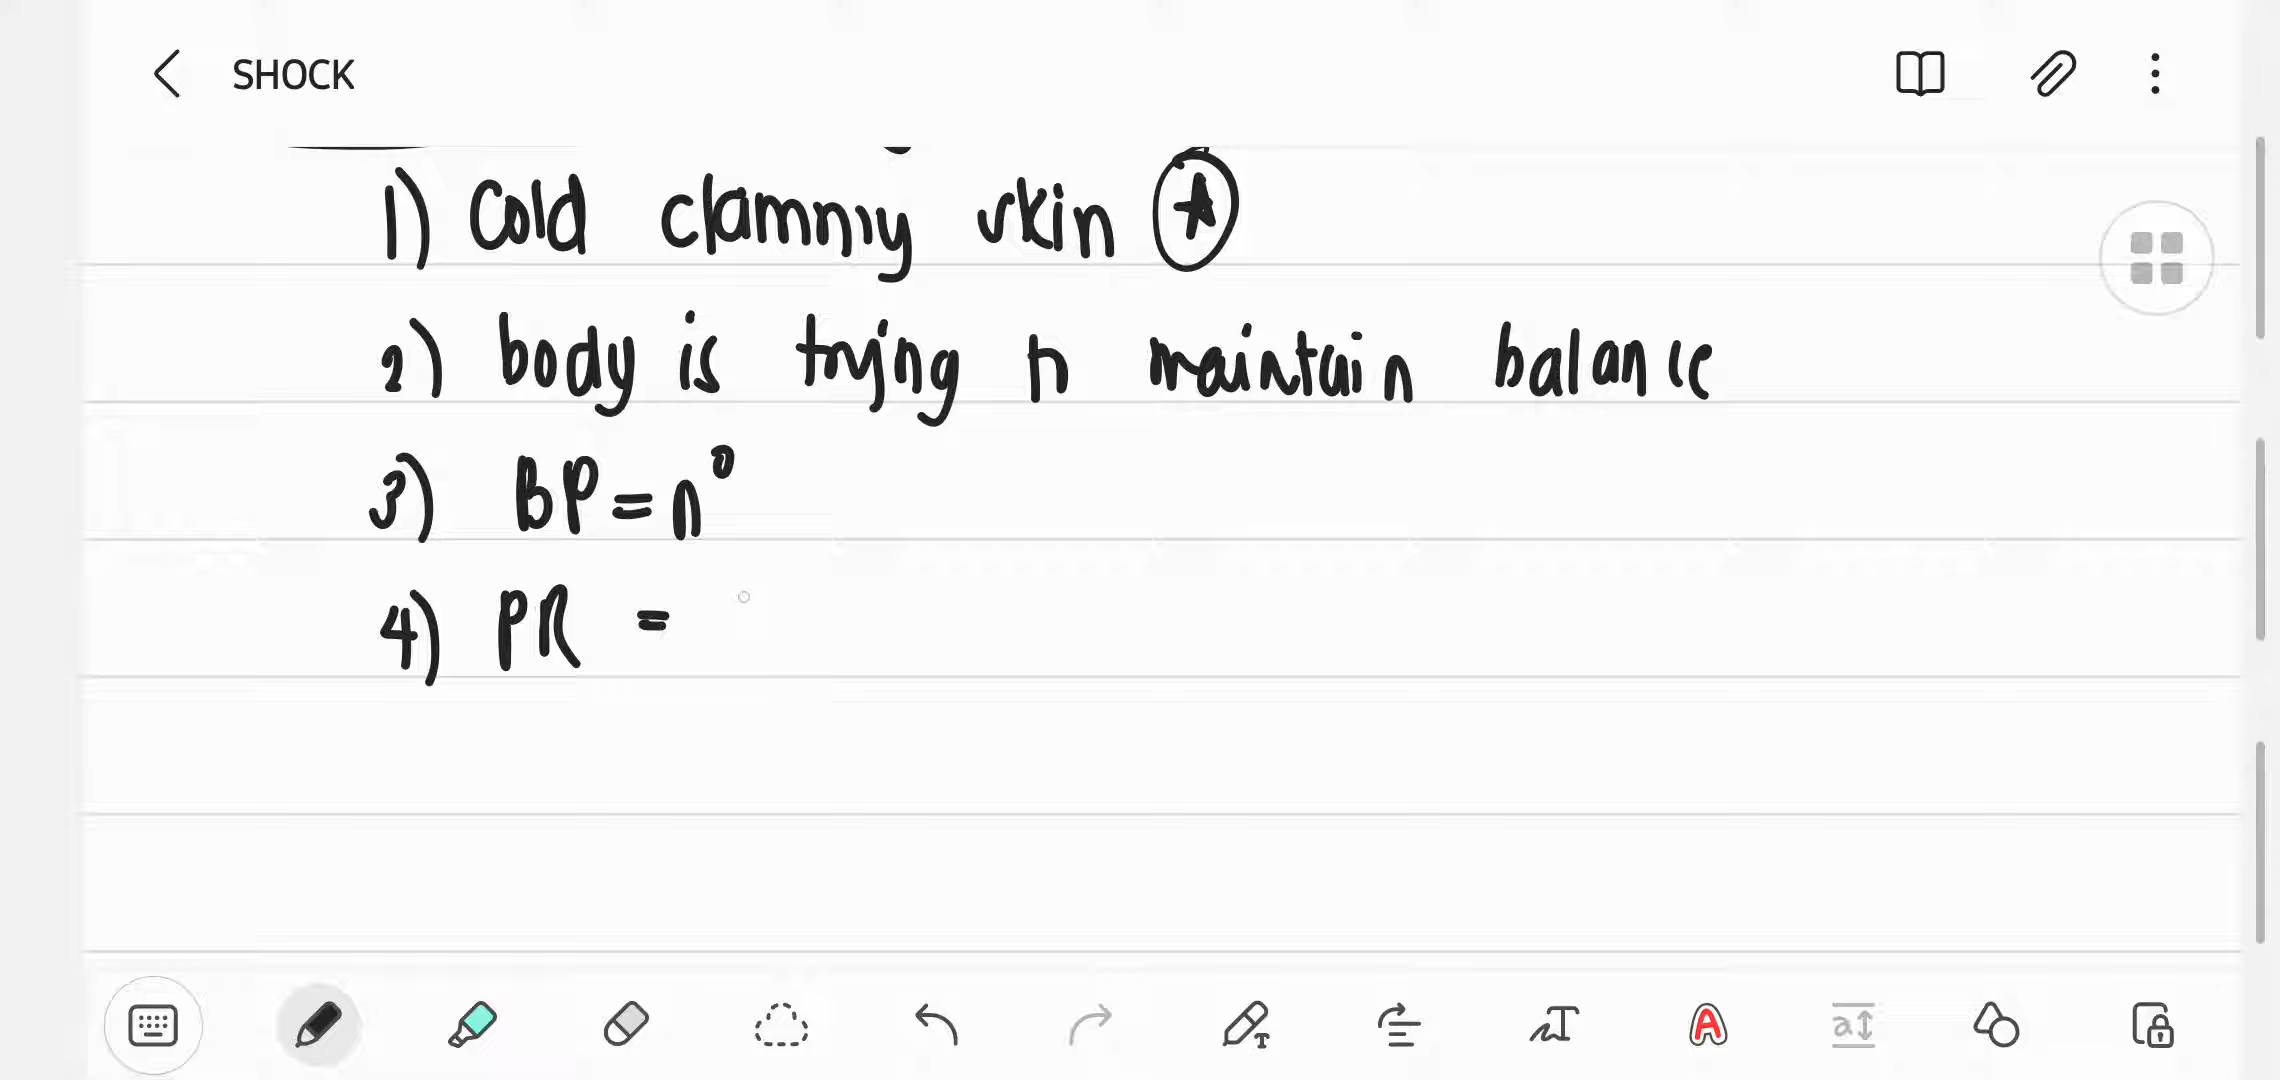 SHOCK
1) Cold clammy skin
2) body is trying to maintain balance
3) BP = n°
4) PR =